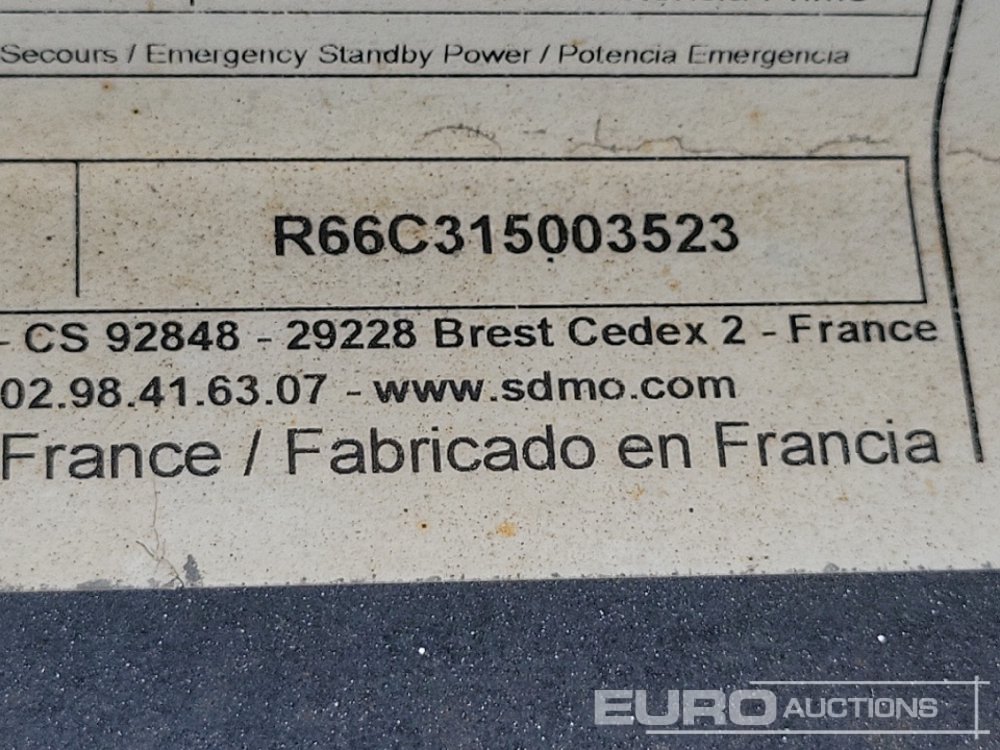 Secours / Emergency Standby Power / Potencia Emergencia
R66C315003523
- CS 92848 - 29228 Brest Cedex 2 - France
02.98.41.63.07 - www.sdmo.com
France / Fabricado en Francia
EURO AUCTIONS